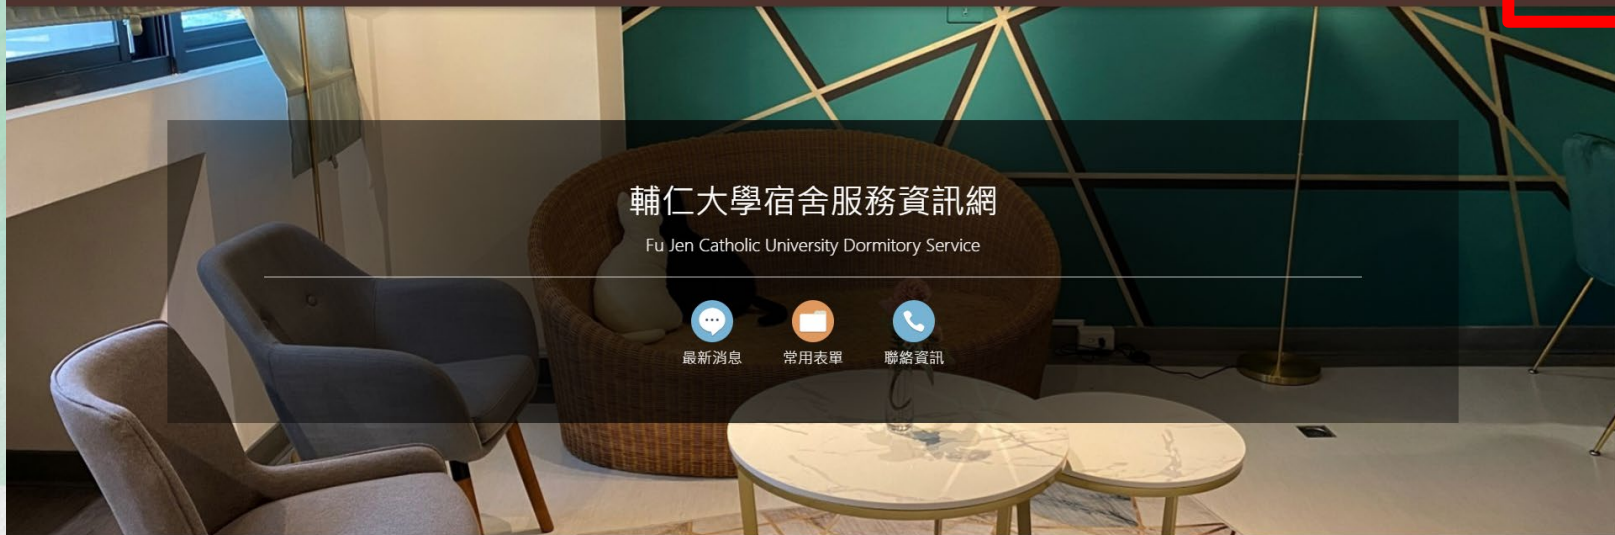 輔仁大學宿舍服務資訊網
Fu Jen Catholic University Dormitory Service
最新消息
常用表單
聯絡資訊